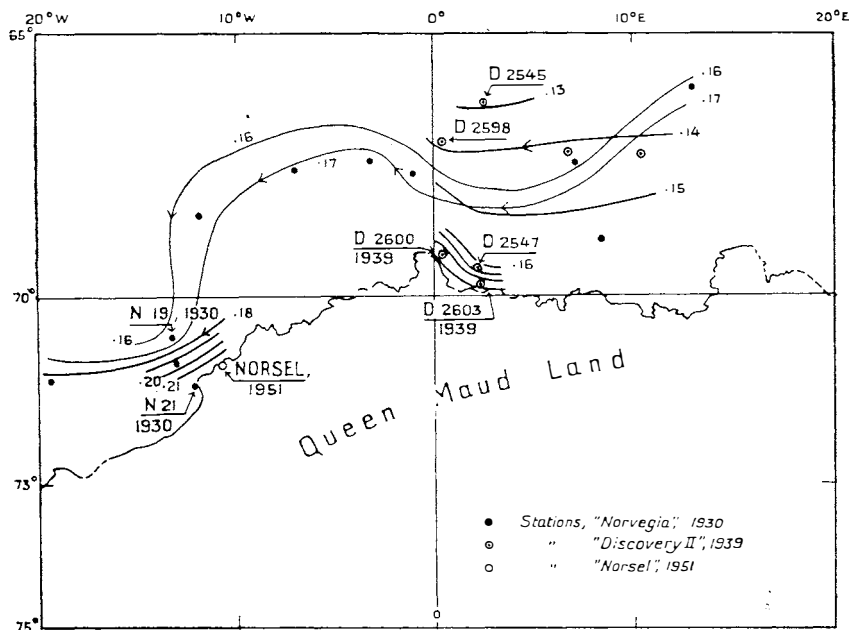 20°W 10°W 0° 10°E 20°E
65°
D 2545
.13
.16
.17
D 2598
.14
.16
.17
.15
D 2600
1939
D 2547
.16
70°
D 2603
1939
N 19 1930
.18
.16
.20 .21
NORSEL,
1951
N 21
1930
Queen Maud Land
73°
Stations, "Norvegia", 1930
" "Discovery II", 1939
" "Norsel", 1951
75°
0